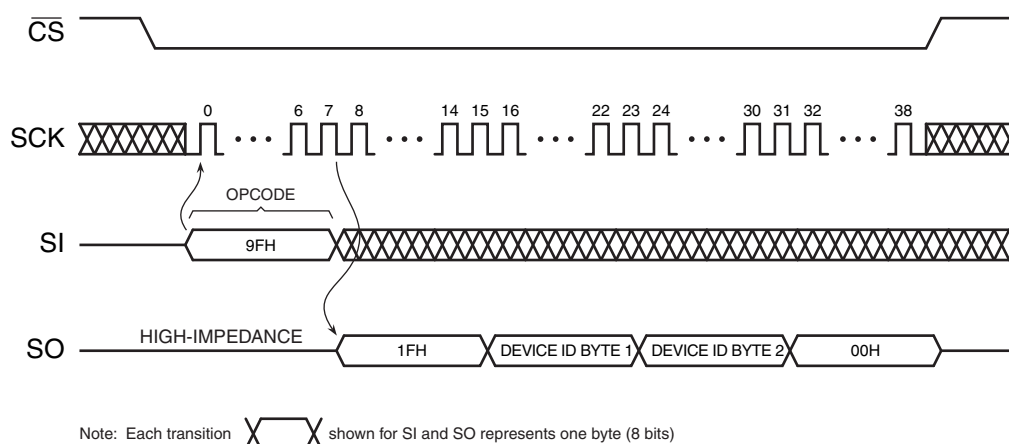 CS
0 6 7 8 14 15 16 22 23 24 30 31 32 38
SCK
OPCODE
SI 9FH
HIGH-IMPEDANCE
SO 1FH DEVICE ID BYTE 1 DEVICE ID BYTE 2 00H
Note: Each transition shown for SI and SO represents one byte (8 bits)